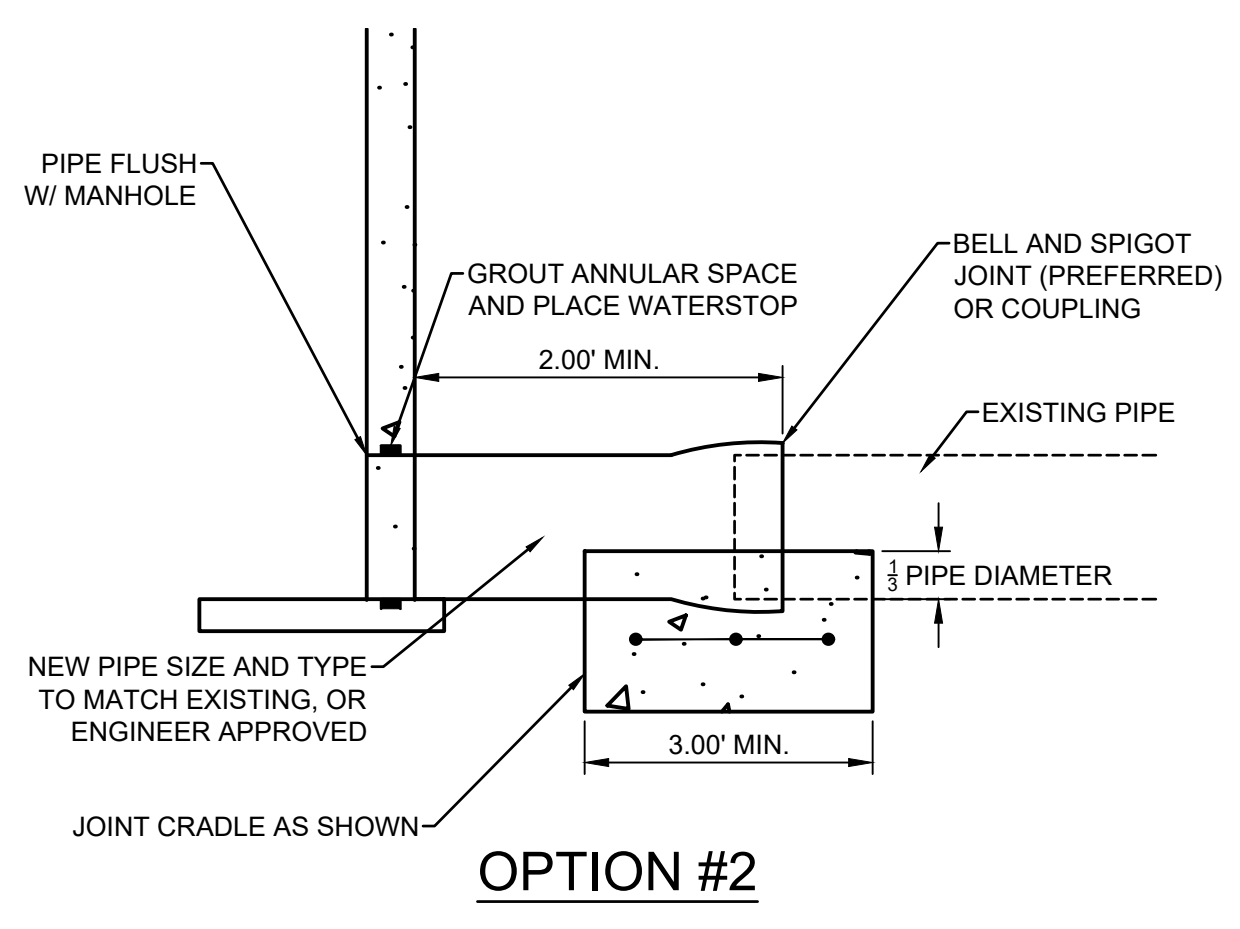 PIPE FLUSH
W/ MANHOLE
GROUT ANNULAR SPACE
AND PLACE WATERSTOP
BELL AND SPIGOT
JOINT (PREFERRED)
OR COUPLING
2.00' MIN.
EXISTING PIPE
1/3 PIPE DIAMETER
NEW PIPE SIZE AND TYPE
TO MATCH EXISTING, OR
ENGINEER APPROVED
3.00' MIN.
JOINT CRADLE AS SHOWN
OPTION #2